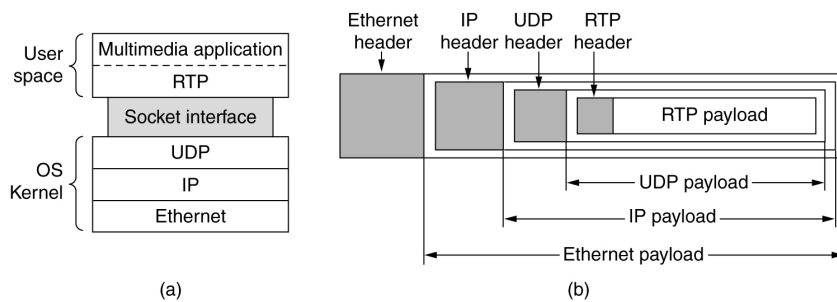 User
space
Multimedia application
RTP
Socket interface
OS
Kernel
UDP
IP
Ethernet
(a)
Ethernet
header
IP
header
UDP
header
RTP
header
RTP payload
UDP payload
IP payload
Ethernet payload
(b)